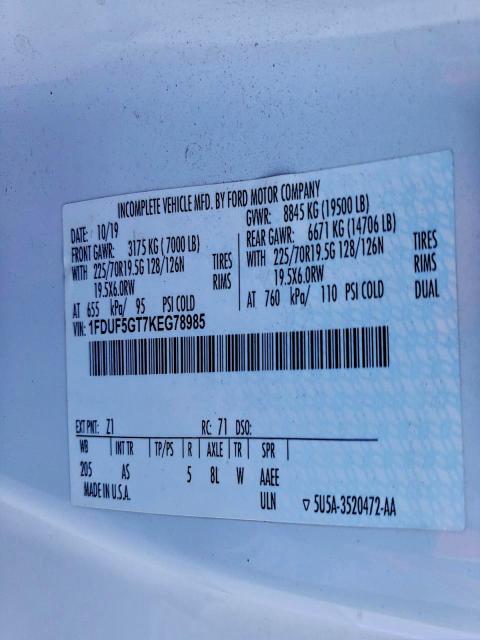 INCOMPLETE VEHICLE MFD. BY FORD MOTOR COMPANY
DATE: 10/19 GVWR: 8845 KG (19500 LB)
FRONT GAWR: 3175 KG (7000 LB) REAR GAWR: 6671 KG (14706 LB)
WITH 225/70R19.5G 128/126N TIRES WITH 225/70R19.5G 128/126N TIRES
19.5X6.0RW RIMS 19.5X6.0RW RIMS
AT 655 kPa/ 95 PSI COLD AT 760 kPa/ 110 PSI COLD DUAL
VIN: 1FDUF5GT7KEG78985
EXT PNT: Z1 RC: 71 DSO:
WB INT TR TP/PS R AXLE TR SPR
205 AS 5 8L W AAEE
MADE IN U.S.A. ULN ▽ 5U5A-3520472-AA